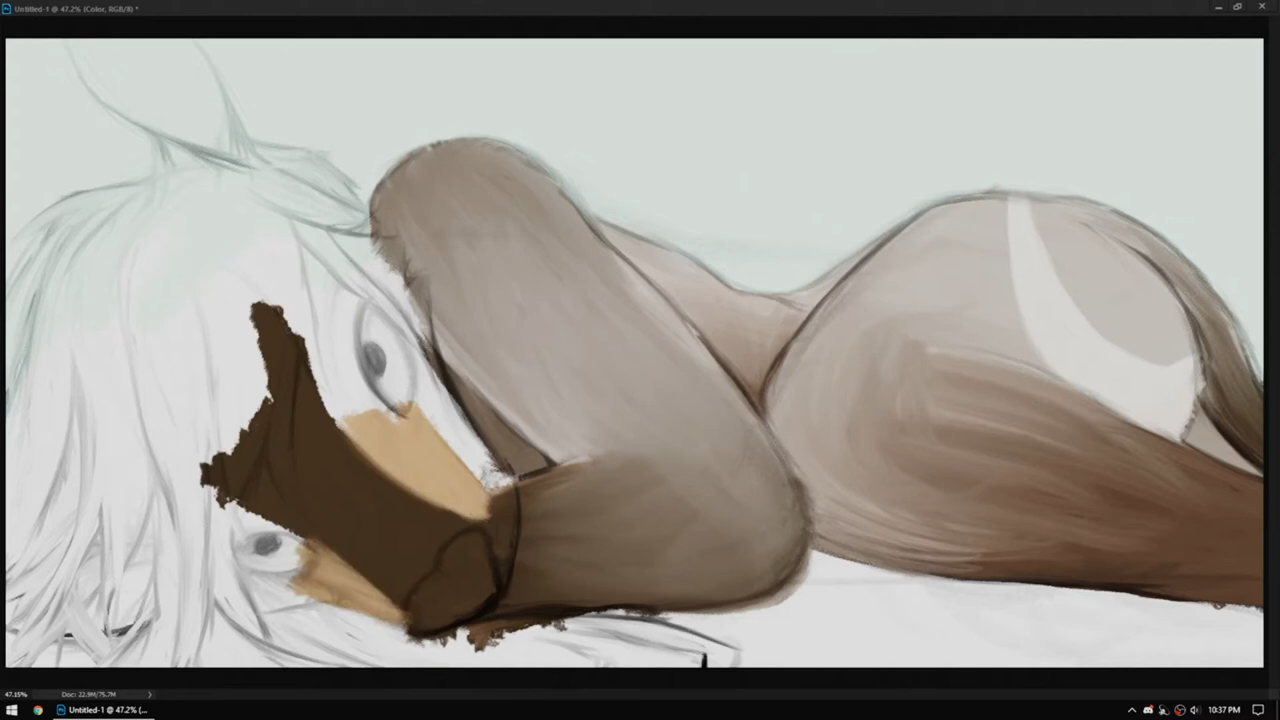 Untitled-1 @ 47.2% (Color, RGB/8) *
47.15%
Doc: 22.9M/75.7M
Untitled-1 @ 47.2% (...
10:37 PM